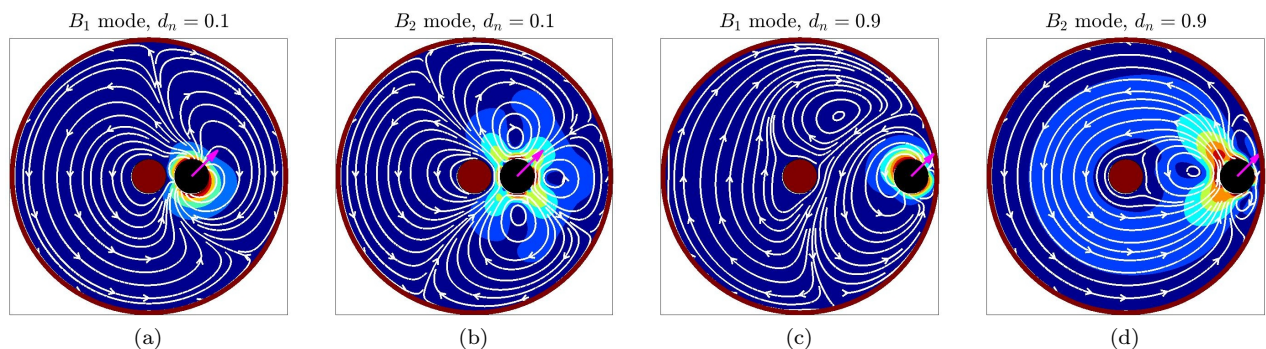 B₁ mode, dₙ = 0.1
B₂ mode, dₙ = 0.1
B₁ mode, dₙ = 0.9
B₂ mode, dₙ = 0.9
(a)
(b)
(c)
(d)